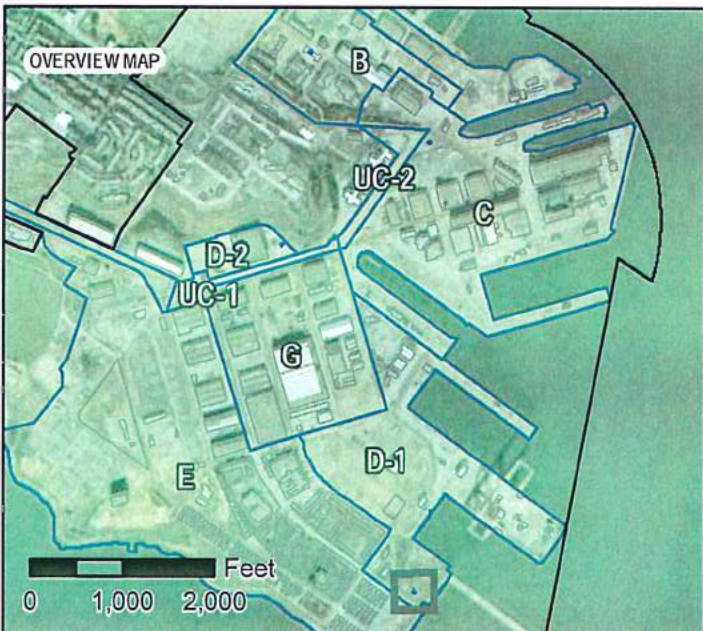 OVERVIEW MAP
B
UC-2
C
D-2
UC-1
G
E
D-1
Feet
0 1,000 2,000